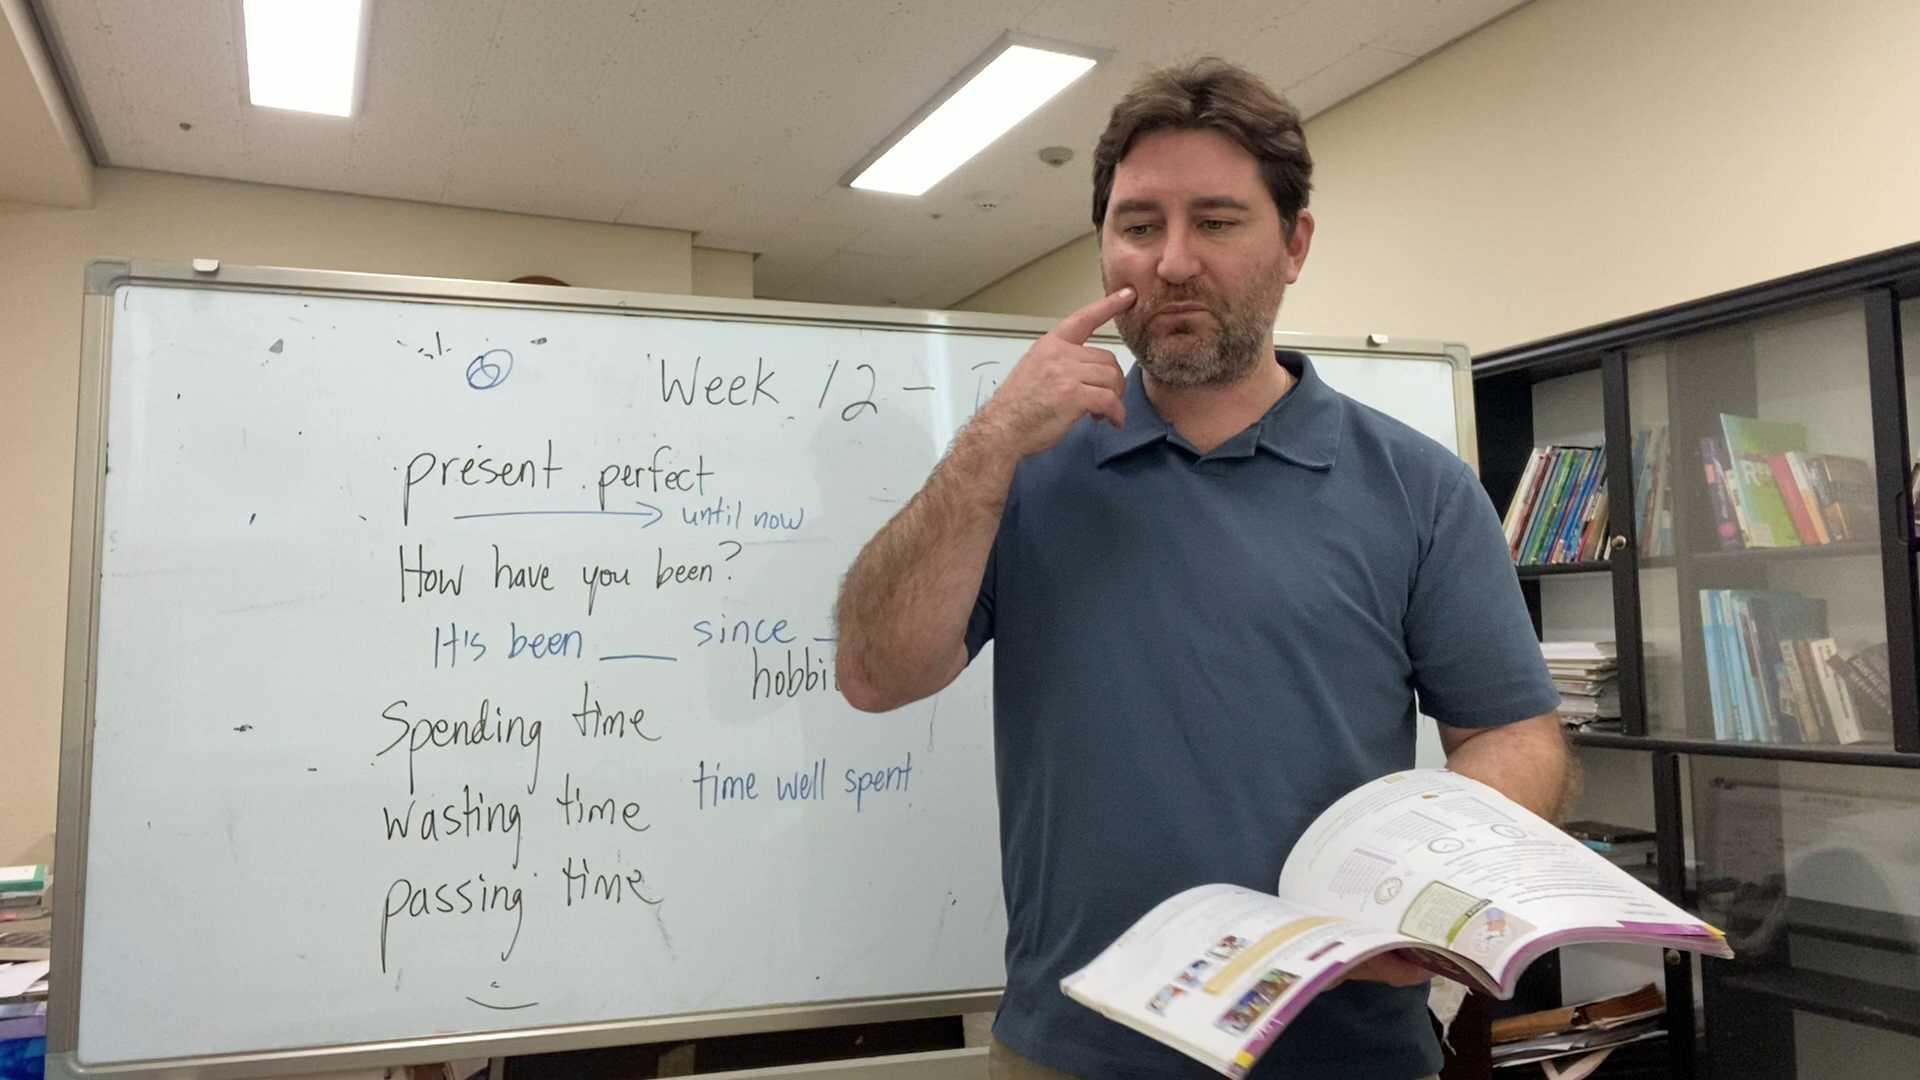 Week 12 -
present perfect
until now
How have you been?
It's been ___ since
Spending time
wasting time time well spent
passing time